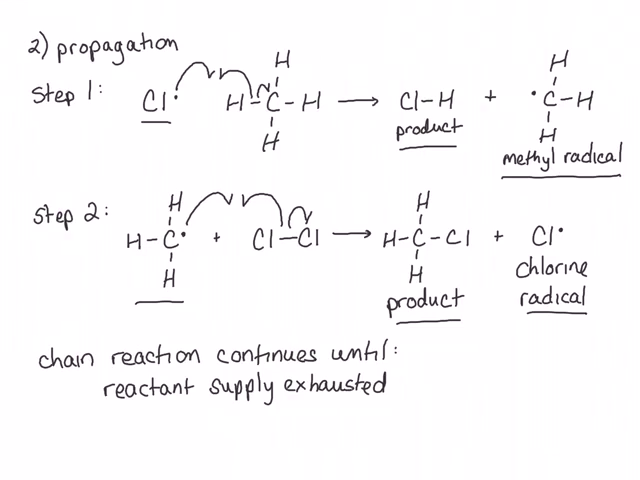 2) propagation
H H
Step 1: Cl• H–C–H → Cl–H + •C–H
H product H
methyl radical
Step 2: H H
H–C• + Cl–Cl → H–C–Cl + Cl•
H H chlorine
product radical
chain reaction continues until:
reactant supply exhausted